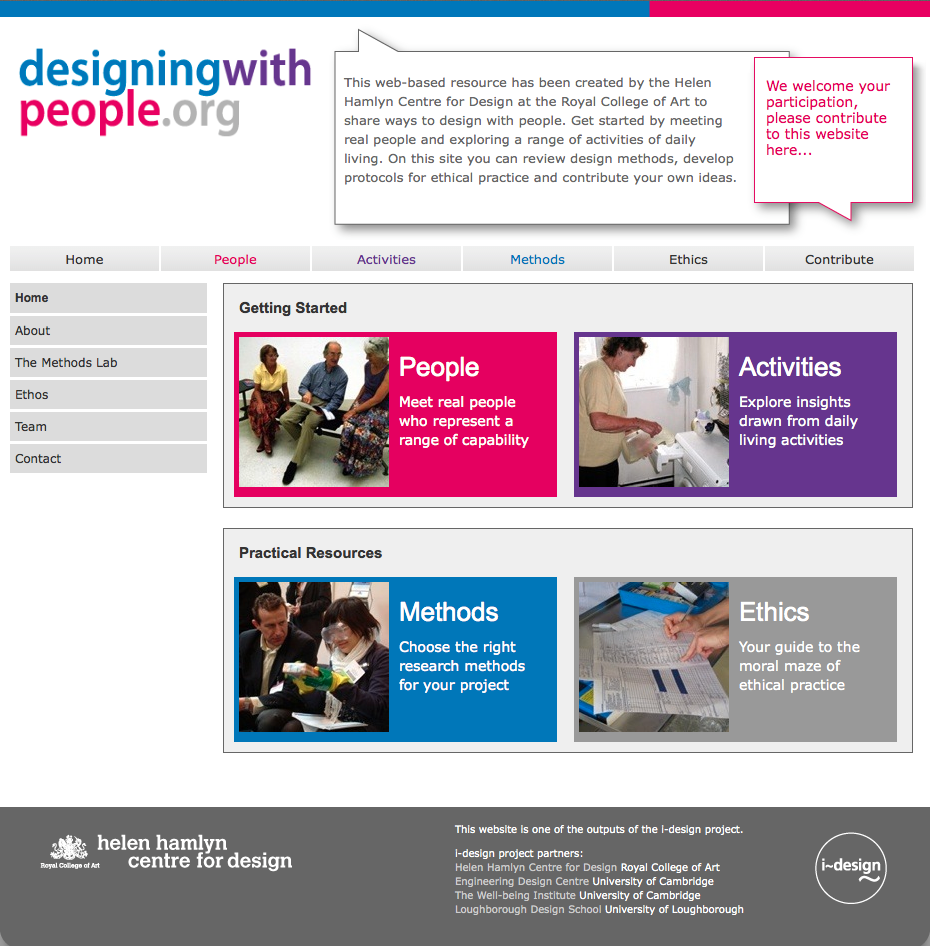 designingwith
people.org
This web-based resource has been created by the Helen
Hamlyn Centre for Design at the Royal College of Art to
share ways to design with people. Get started by meeting
real people and exploring a range of activities of daily
living. On this site you can review design methods, develop
protocols for ethical practice and contribute your own ideas.
We welcome your
participation,
please contribute
to this website
here...
Home
People
Activities
Methods
Ethics
Contribute
Home
About
The Methods Lab
Ethos
Team
Contact
Getting Started
People
Meet real people
who represent a
range of capability
Activities
Explore insights
drawn from daily
living activities
Practical Resources
Methods
Choose the right
research methods
for your project
Ethics
Your guide to the
moral maze of
ethical practice
Royal College of Art
helen hamlyn
centre for design
This website is one of the outputs of the i-design project.
i-design project partners:
Helen Hamlyn Centre for Design Royal College of Art
Engineering Design Centre University of Cambridge
The Well-being Institute University of Cambridge
Loughborough Design School University of Loughborough
i~design